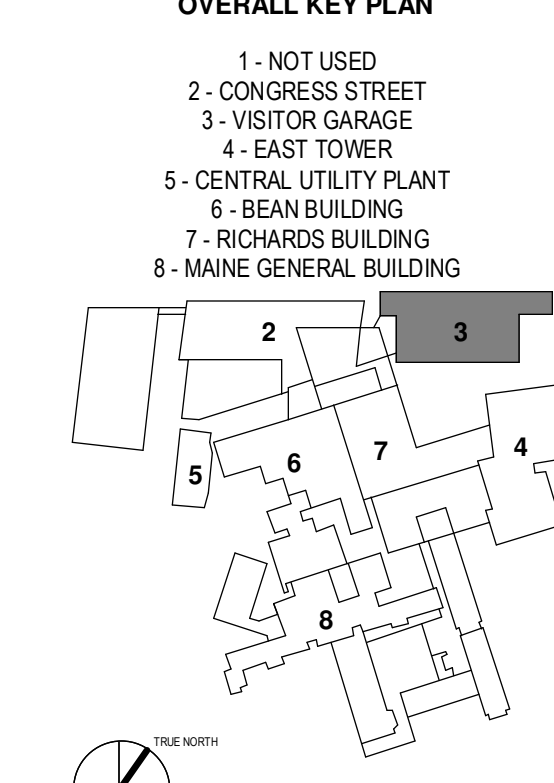 OVERALL KEY PLAN
1 - NOT USED
2 - CONGRESS STREET
3 - VISITOR GARAGE
4 - EAST TOWER
5 - CENTRAL UTILITY PLANT
6 - BEAN BUILDING
7 - RICHARDS BUILDING
8 - MAINE GENERAL BUILDING
2
3
7
4
6
5
8
TRUE NORTH